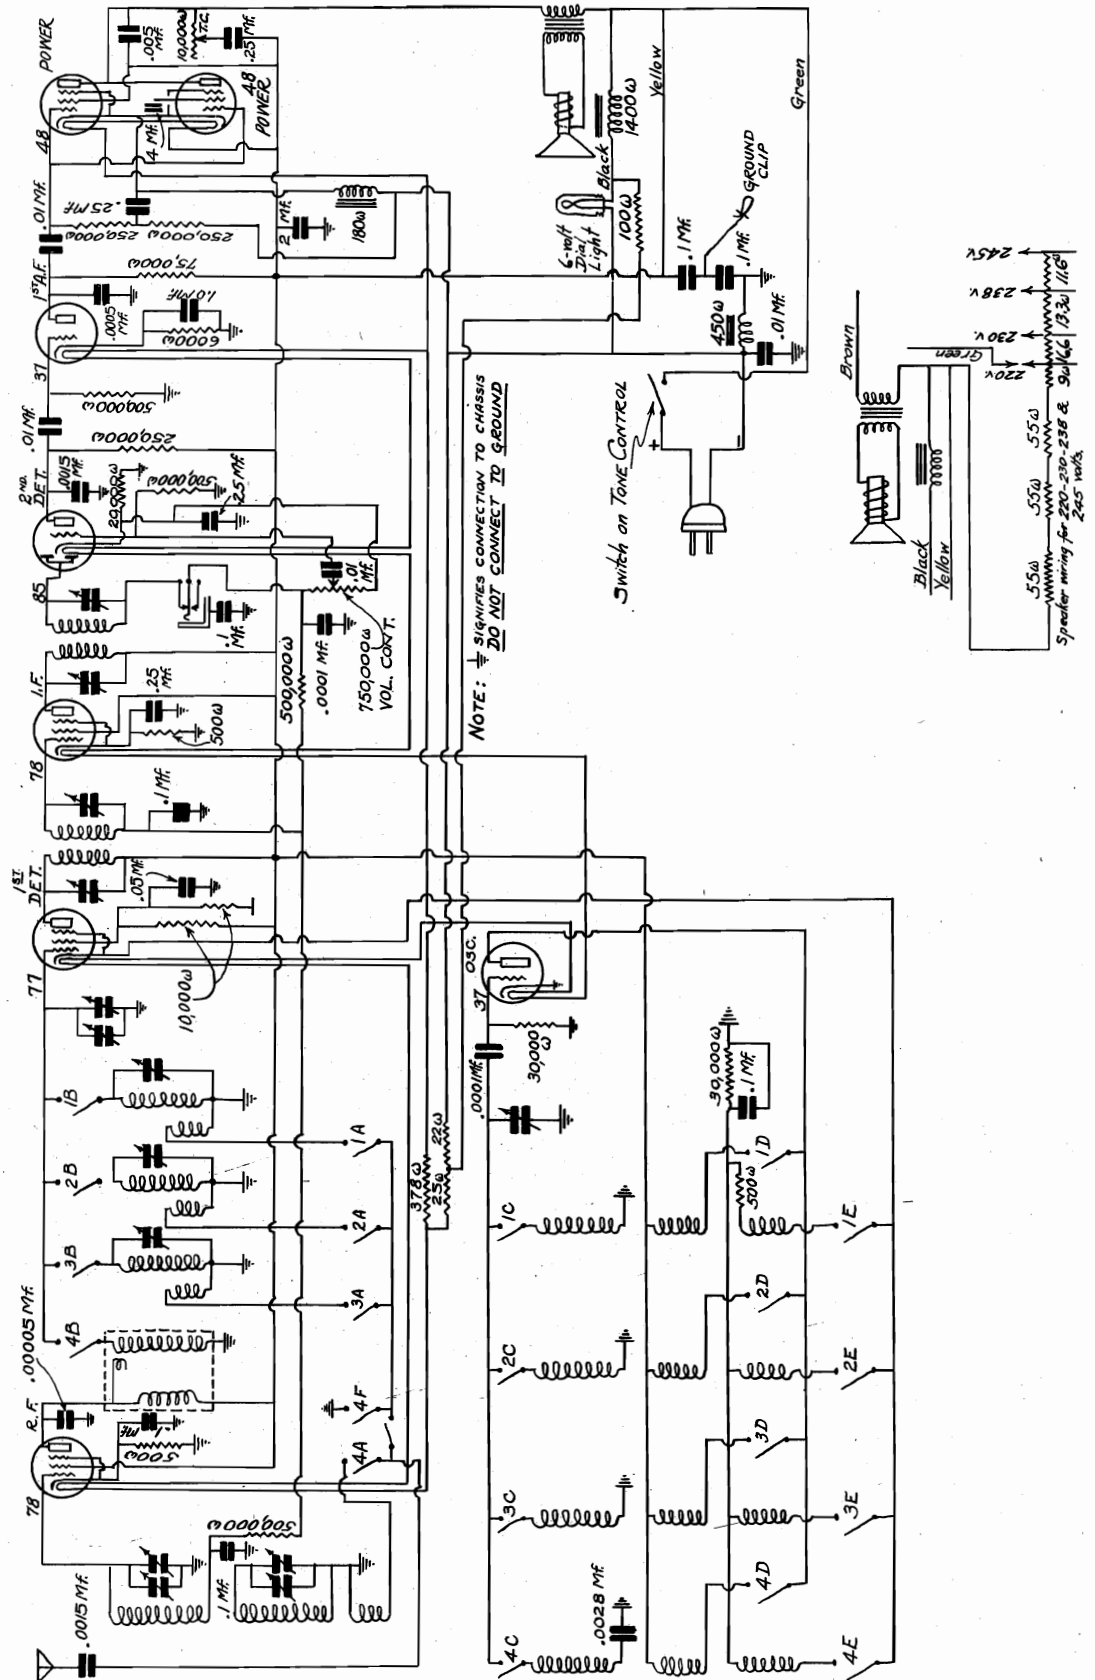 POWER
48
48
POWER
.005
Mf.
10,000ω
T.C.
.25 Mf.
4 Mf.
.01 Mf.
.25 Mf.
250,000ω
250,000ω
2 Mf.
180ω
1ST A.F.
37
75,000ω
.0005
Mf.
1.0 Mf.
6000ω
.01 Mf.
500,000ω
250,000ω
2ND.
DET.
85
.0015
Mf.
20,000ω
500,000ω
.25 Mf.
.01
Mf.
.1
Mf.
500,000ω
.0001 Mf.
750,000ω
VOL. CONT.
I.F.
78
.25
Mf.
500ω
.1 Mf.
1ST.
DET.
77
.05 Mf.
10,000ω
1B
2B
3B
4B
1A
2A
3A
4F
4A
R.F.
78
.00005 Mf.
.1 Mf.
500ω
500,000ω
.1 Mf.
.0015 Mf.
378ω
25ω
22ω
OSC.
37
.0001Mf.
30,000
ω
30,000ω
.1 Mf.
500ω
1C
2C
3C
4C
.0028 Mf.
1D
2D
3D
4D
1E
2E
3E
4E
NOTE: SIGNIFIES CONNECTION TO CHASSIS
DO NOT CONNECT TO GROUND
Yellow
Green
1400ω
Black
6-volt
Dial
Light
100ω
GROUND
CLIP
.1 Mf.
.1 Mf.
450ω
.01 Mf.
Switch on TONE CONTROL
+
−
Brown
Green
Black
Yellow
245v
238v.
230v.
220v.
11.6ω
13.3ω
16.6
9ω
55ω
55ω
55ω
Speaker wiring for 220-230-238 &
245 volts.